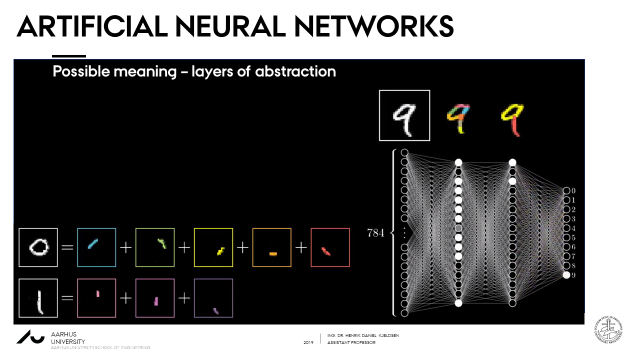 ARTIFICIAL NEURAL NETWORKS
Possible meaning – layers of abstraction
784
0
1
2
3
4
5
6
7
8
9
= + + + +
= + +
AARHUS
UNIVERSITY
2019
ASSISTANT PROFESSOR